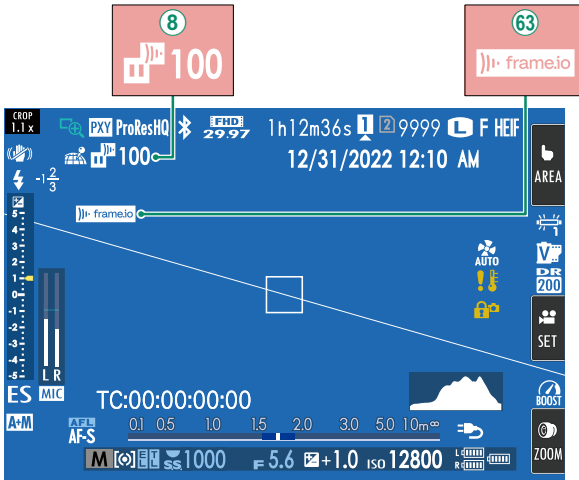 8
63
100
frame.io
CROP
1.1 x
PXY ProResHQ FHD 29.97 1h12m36s 1 2 9999 L F HEIF
100
12/31/2022 12:10 AM
AREA
-1 2/3
frame.io
5
4
3
2
1
0
-1
-2
-3
-4
-5
AUTO
1
V
DR
200
SET
L R
ES MIC
TC:00:00:00:00
BOOST
A+M
AFL
AF-S
0.1 0.5 1.0 1.5 2.0 3.0 5.0 10m ∞
M E L S.S. 1000 F 5.6 +1.0 ISO 12800 L R
ZOOM